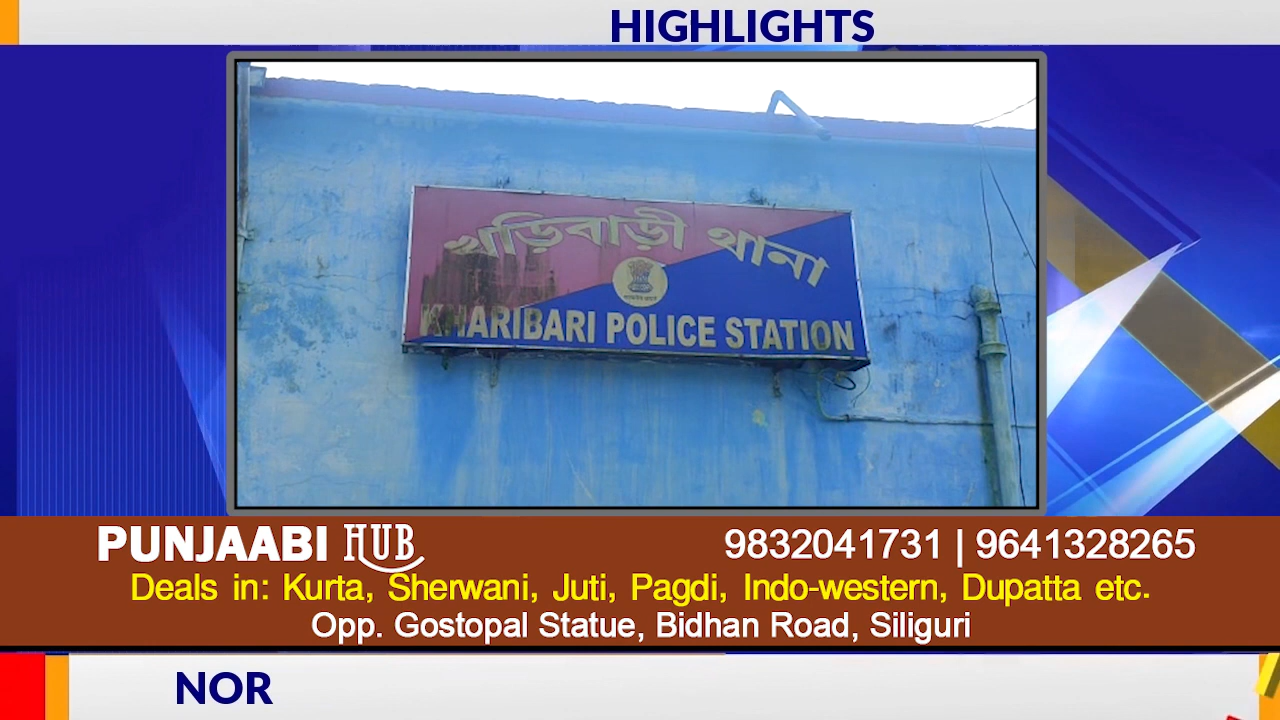 HIGHLIGHTS
খড়িবাড়ী থানা
KHARIBARI POLICE STATION
PUNJAABI HUB
9832041731 | 9641328265
Deals in: Kurta, Sherwani, Juti, Pagdi, Indo-western, Dupatta etc.
Opp. Gostopal Statue, Bidhan Road, Siliguri
NOR